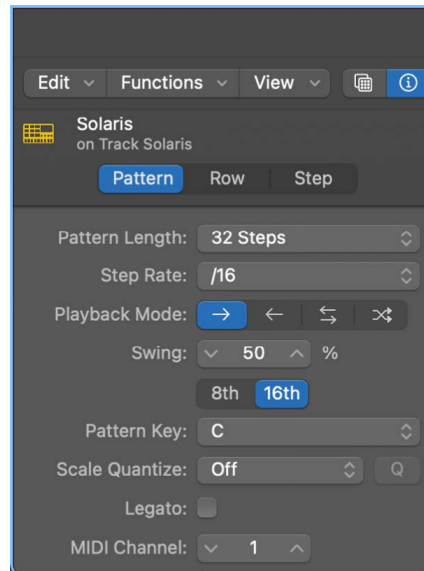 Edit Functions View
Solaris
on Track Solaris
Pattern Row Step
Pattern Length: 32 Steps
Step Rate: /16
Playback Mode:
Swing: 50 %
8th 16th
Pattern Key: C
Scale Quantize: Off Q
Legato:
MIDI Channel: 1